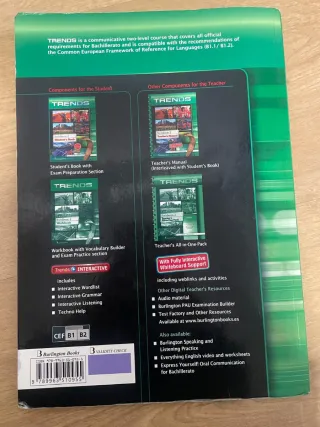 TRENDS is a communicative two-level course that covers all official
requirements for Bachillerato and is compatible with the recommendations of
the Common European Framework of Reference for Languages (B1.1/ B1.2).
Components for the Student
TRENDS
Student's Book with
Exam Preparation Section
TRENDS
Workbook with Vocabulary Builder
and Exam Practice section
Trends INTERACTIVE
includes
Interactive Wordlist
Interactive Grammar
Interactive Listening
Techno Help
CEF B1 B2
Burlington Books
Other Components for the Teacher
TRENDS
Teacher's Manual
(Interleaved with Student's Book)
TRENDS
Teacher's All-in-One Pack
With Fully Interactive
Whiteboard Support
including weblinks and activities
Other Digital Teacher's Resources
Audio material
Burlington PAU Examination Builder
Test Factory and Other Resources
Available at www.burlingtonbooks.es
Also available:
Burlington Speaking and
Listening Practice
Everything English video and worksheets
Express Yourself! Oral Communication
for Bachillerato